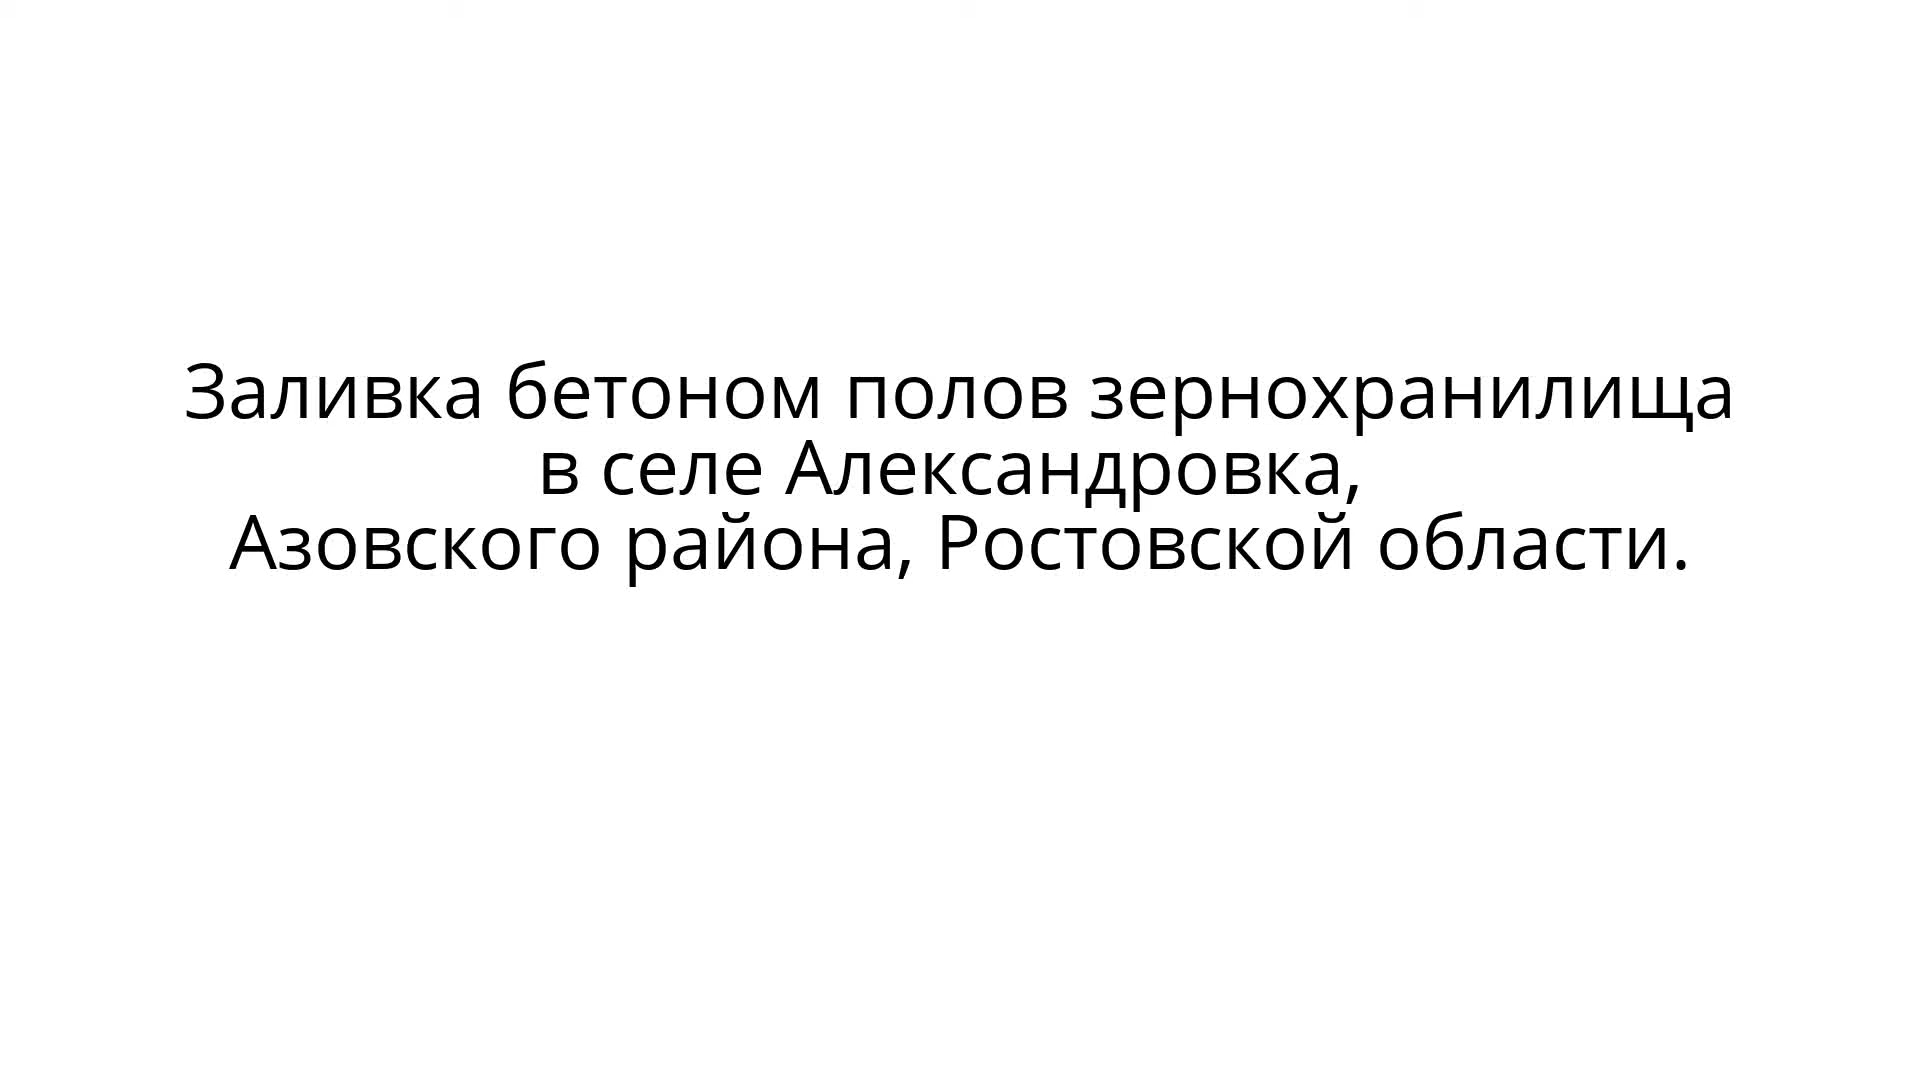 Заливка бетоном полов зернохранилища
в селе Александровка,
Азовского района, Ростовской области.